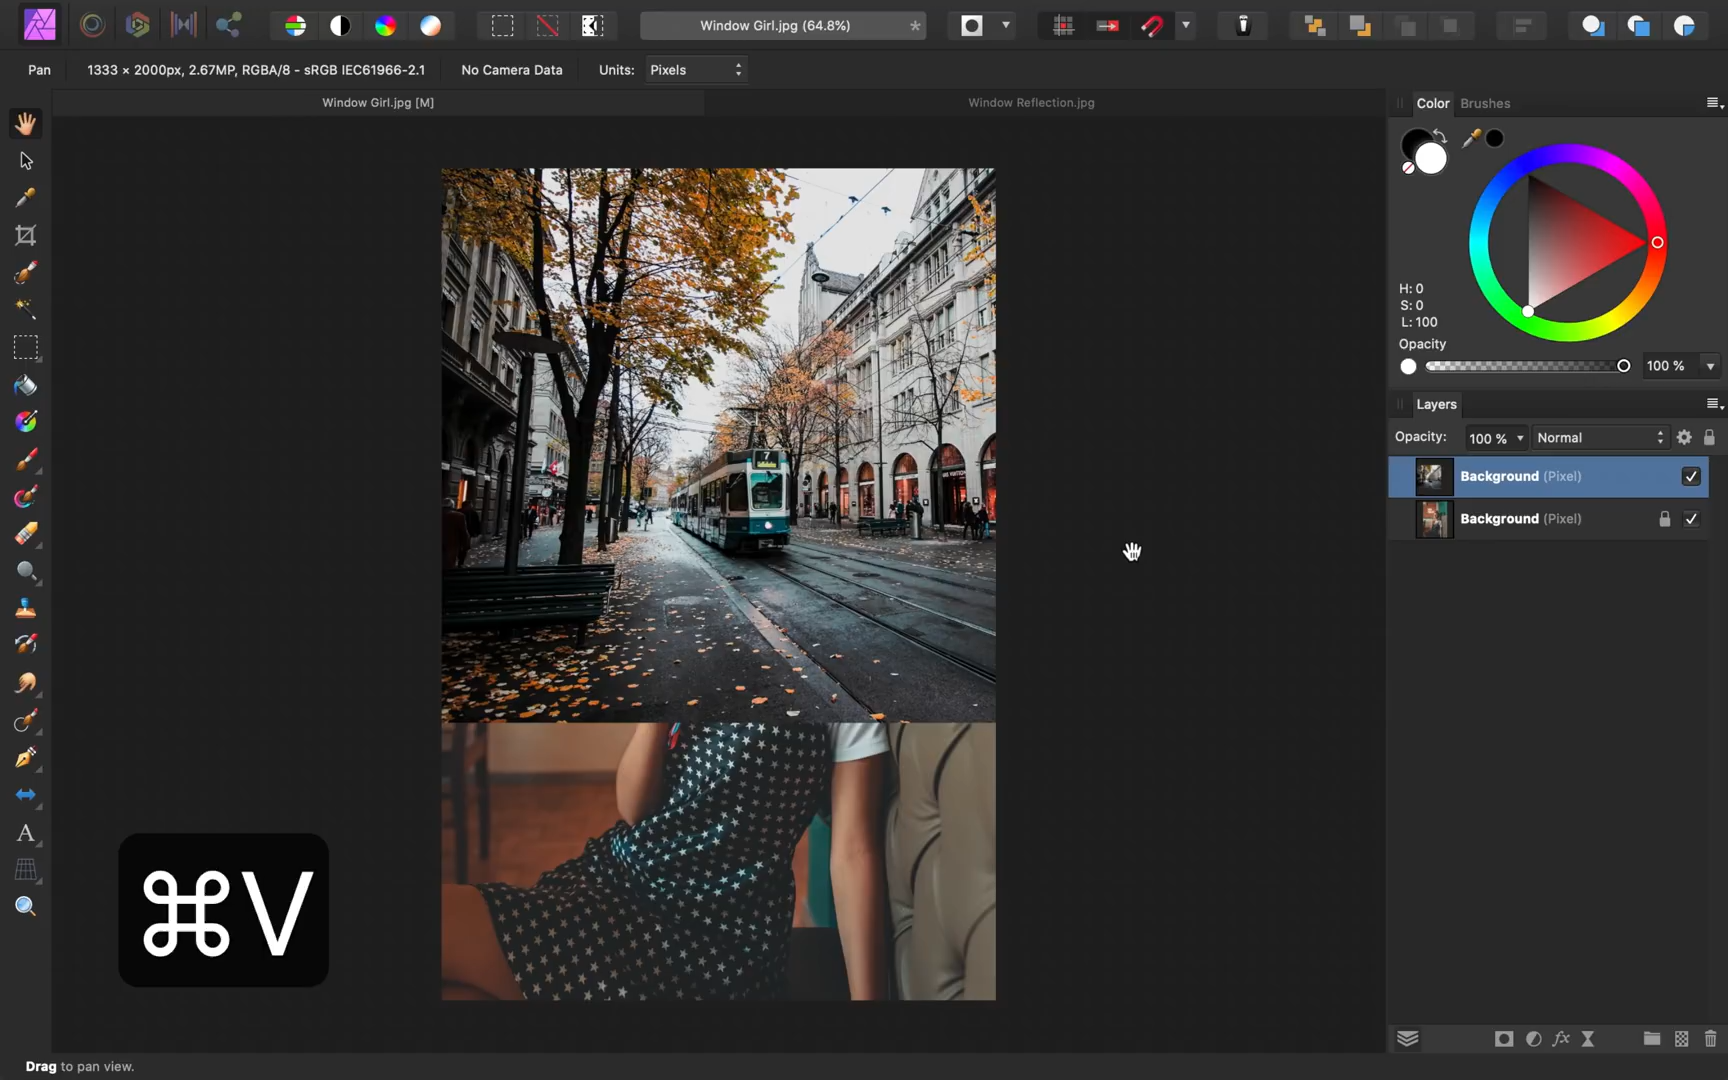 Window Girl.jpg (64.8%) *
Pan 1333 × 2000px, 2.67MP, RGBA/8 - sRGB IEC61966-2.1 No Camera Data Units: Pixels
Window Girl.jpg [M] Window Reflection.jpg
Color Brushes
H: 0
S: 0
L: 100
Opacity
100 %
Layers
Opacity: 100 % Normal
Background (Pixel)
Background (Pixel)
7
⌘V
A
fx
Drag to pan view.